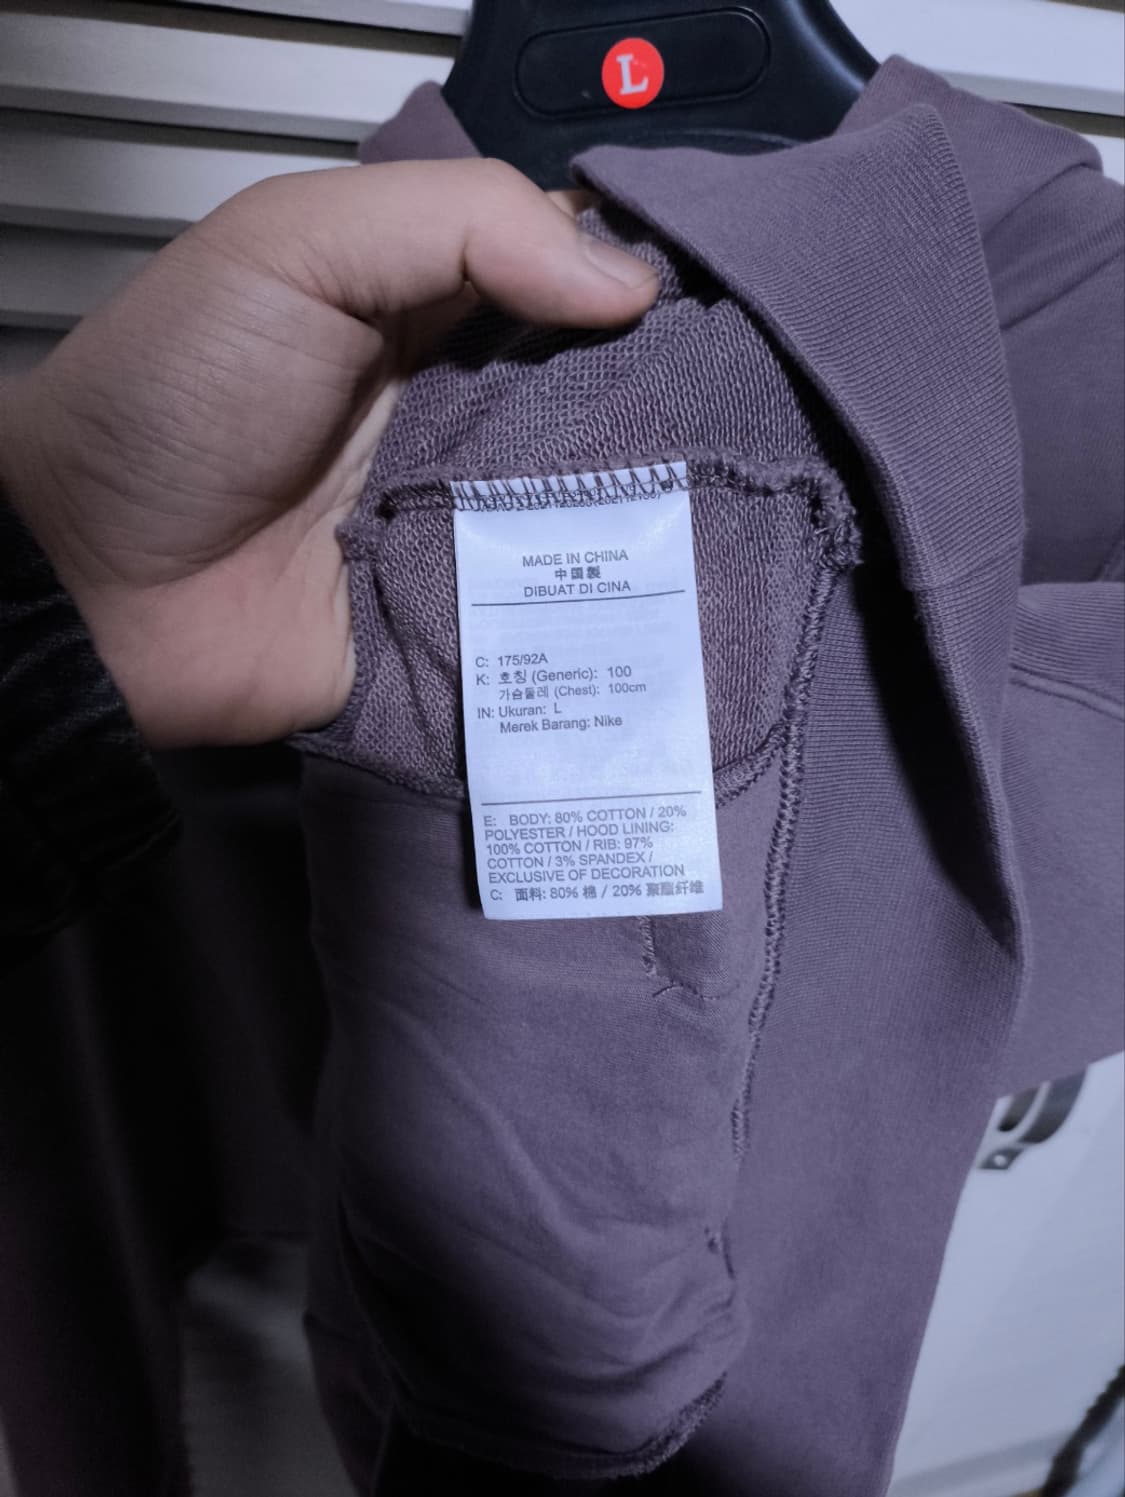 L
MADE IN CHINA
中国製
DIBUAT DI CINA
C: 175/92A
K: 호칭 (Generic): 100
가슴둘레 (Chest): 100cm
IN: Ukuran: L
Merek Barang: Nike
E: BODY: 80% COTTON / 20%
POLYESTER / HOOD LINING:
100% COTTON / RIB: 97%
COTTON / 3% SPANDEX /
EXCLUSIVE OF DECORATION
C: 面料: 80% 棉 / 20% 聚酯纤维